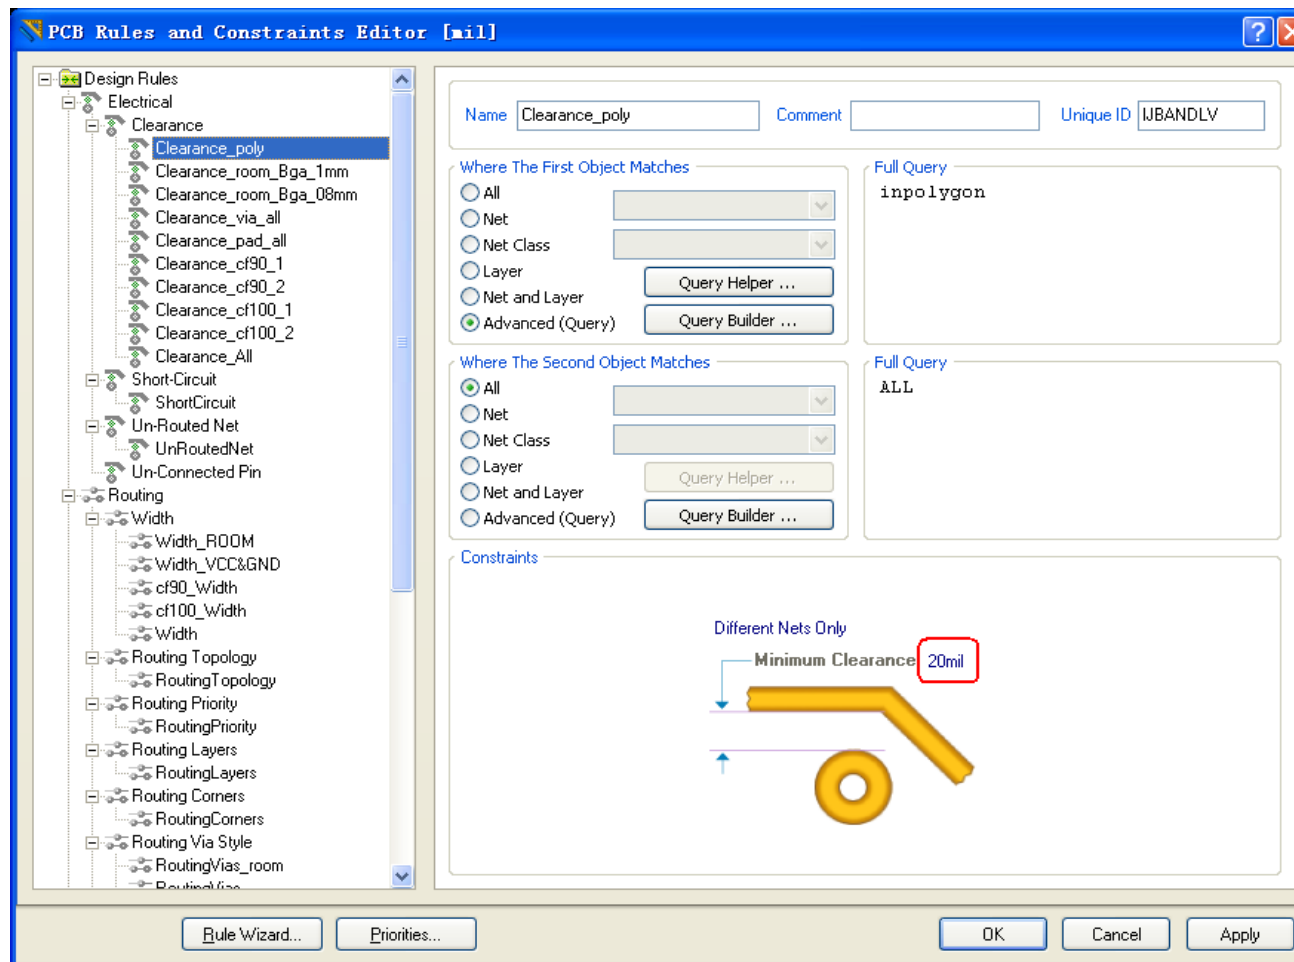 PCB Rules and Constraints Editor [mil]
Design Rules
Electrical
Clearance
Clearance_poly
Clearance_room_Bga_1mm
Clearance_room_Bga_08mm
Clearance_via_all
Clearance_pad_all
Clearance_cf90_1
Clearance_cf90_2
Clearance_cf100_1
Clearance_cf100_2
Clearance_All
Short-Circuit
ShortCircuit
Un-Routed Net
UnRoutedNet
Un-Connected Pin
Routing
Width
Width_ROOM
Width_VCC&GND
cf90_Width
cf100_Width
Width
Routing Topology
RoutingTopology
Routing Priority
RoutingPriority
Routing Layers
RoutingLayers
Routing Corners
RoutingCorners
Routing Via Style
RoutingVias_room
RoutingVias
Name Clearance_poly Comment Unique ID IJBANDLV
Where The First Object Matches
All
Net
Net Class
Layer
Net and Layer
Advanced (Query)
Query Helper ...
Query Builder ...
Full Query
inpolygon
Where The Second Object Matches
All
Net
Net Class
Layer
Net and Layer
Advanced (Query)
Query Helper ...
Query Builder ...
Full Query
ALL
Constraints
Different Nets Only
Minimum Clearance 20mil
Rule Wizard... Priorities... OK Cancel Apply